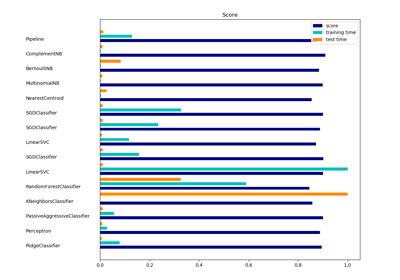 Score
score
training time
test time
Pipeline
ComplementNB
BernoulliNB
MultinomialNB
NearestCentroid
SGDClassifier
SGDClassifier
LinearSVC
SGDClassifier
LinearSVC
RandomForestClassifier
KNeighborsClassifier
PassiveAggressiveClassifier
Perceptron
RidgeClassifier
0.0 0.2 0.4 0.6 0.8 1.0